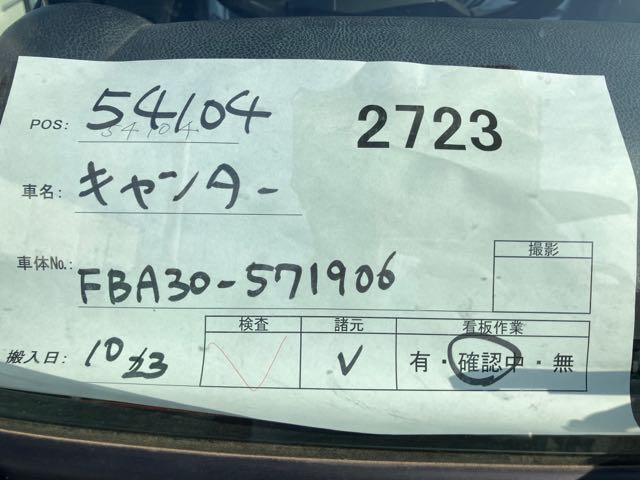 POS: 54104
54104
2723
車名: キャンター
車体No.: FBA30-571906
撮影
検査 諸元 看板作業
搬入日: 10/23 ✓ ✓ 有・確認中・無